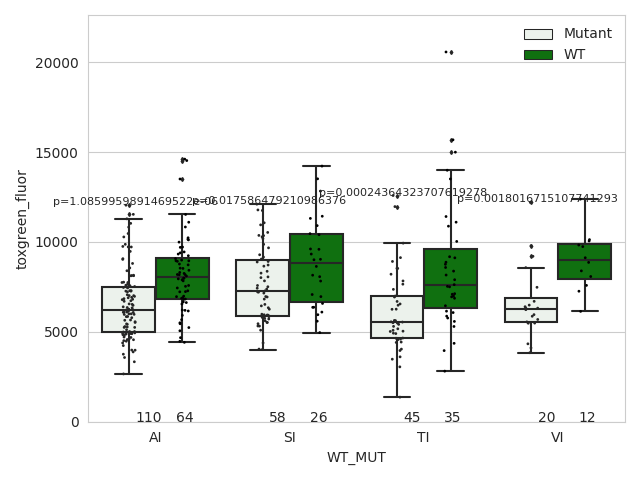 toxgreen_fluor
20000
15000
10000
5000
0
Mutant
WT
p=1.0859959891469522e-06
p=0.017586479210986376
p=0.00024364323707619278
p=0.0018016715107741293
110 64 58 26 45 35 20 12
AI SI TI VI
WT_MUT